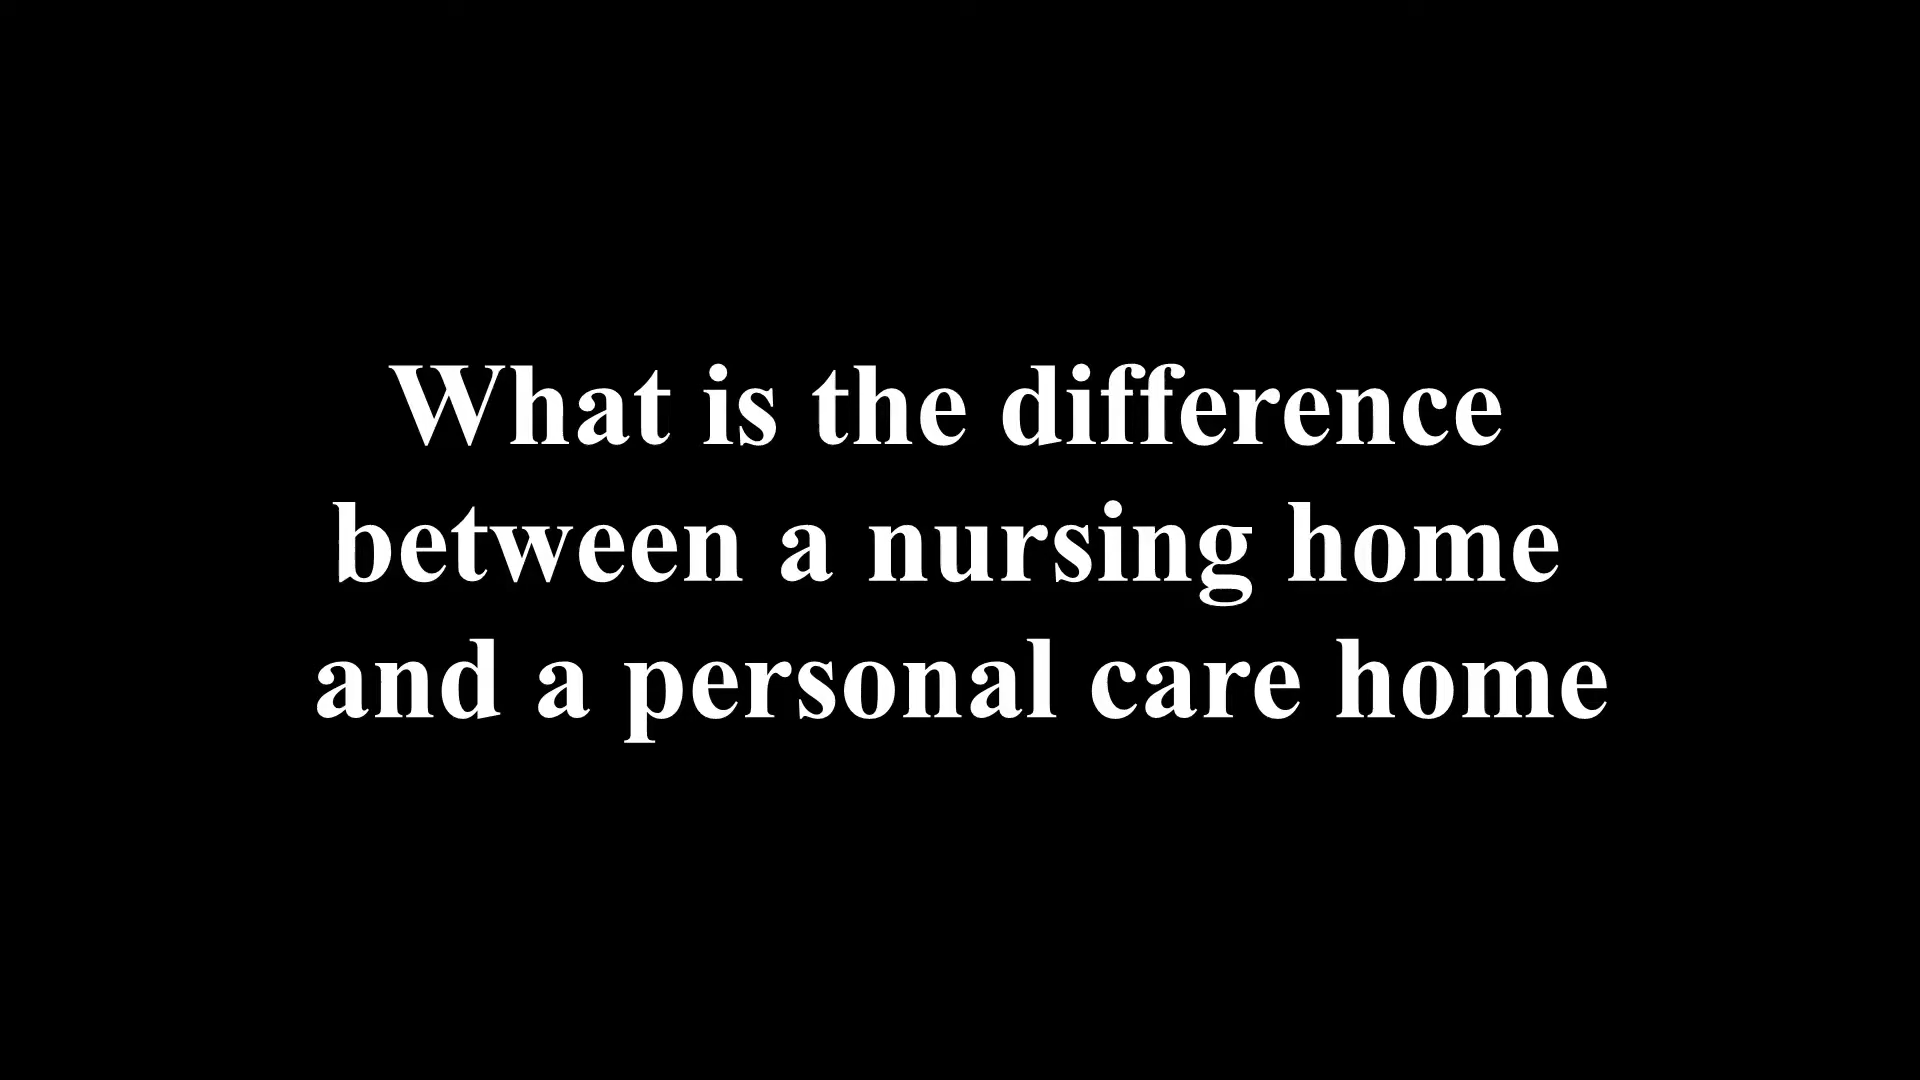 What is the difference
between a nursing home
and a personal care home